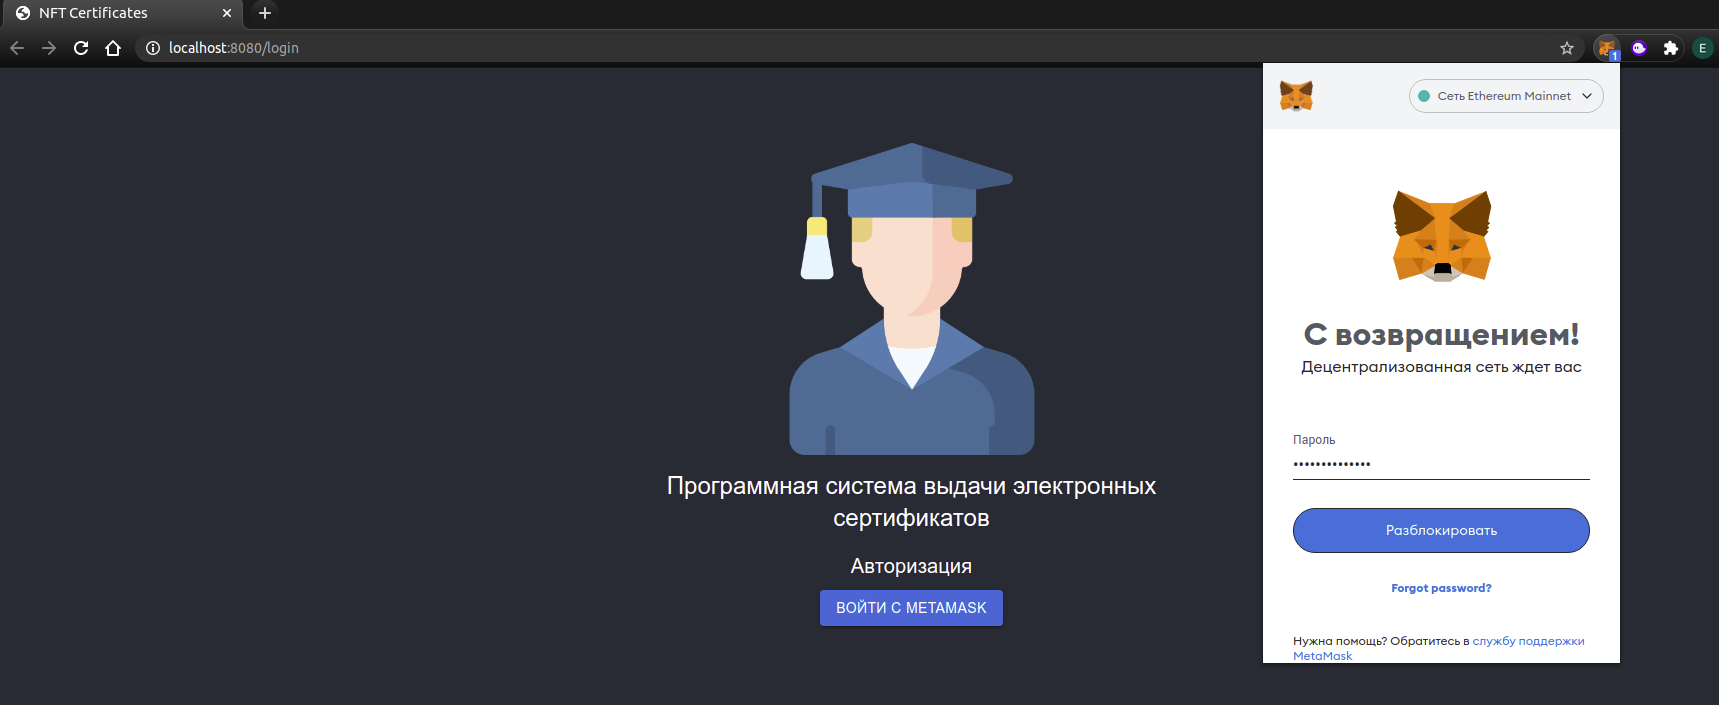 NFT Certificates
localhost:8080/login
1
E
Сеть Ethereum Mainnet
С возвращением!
Децентрализованная сеть ждет вас
Пароль
••••••••••••••
Разблокировать
Forgot password?
Нужна помощь? Обратитесь в службу поддержки
MetaMask
Программная система выдачи электронных
сертификатов
Авторизация
ВОЙТИ С METAMASK